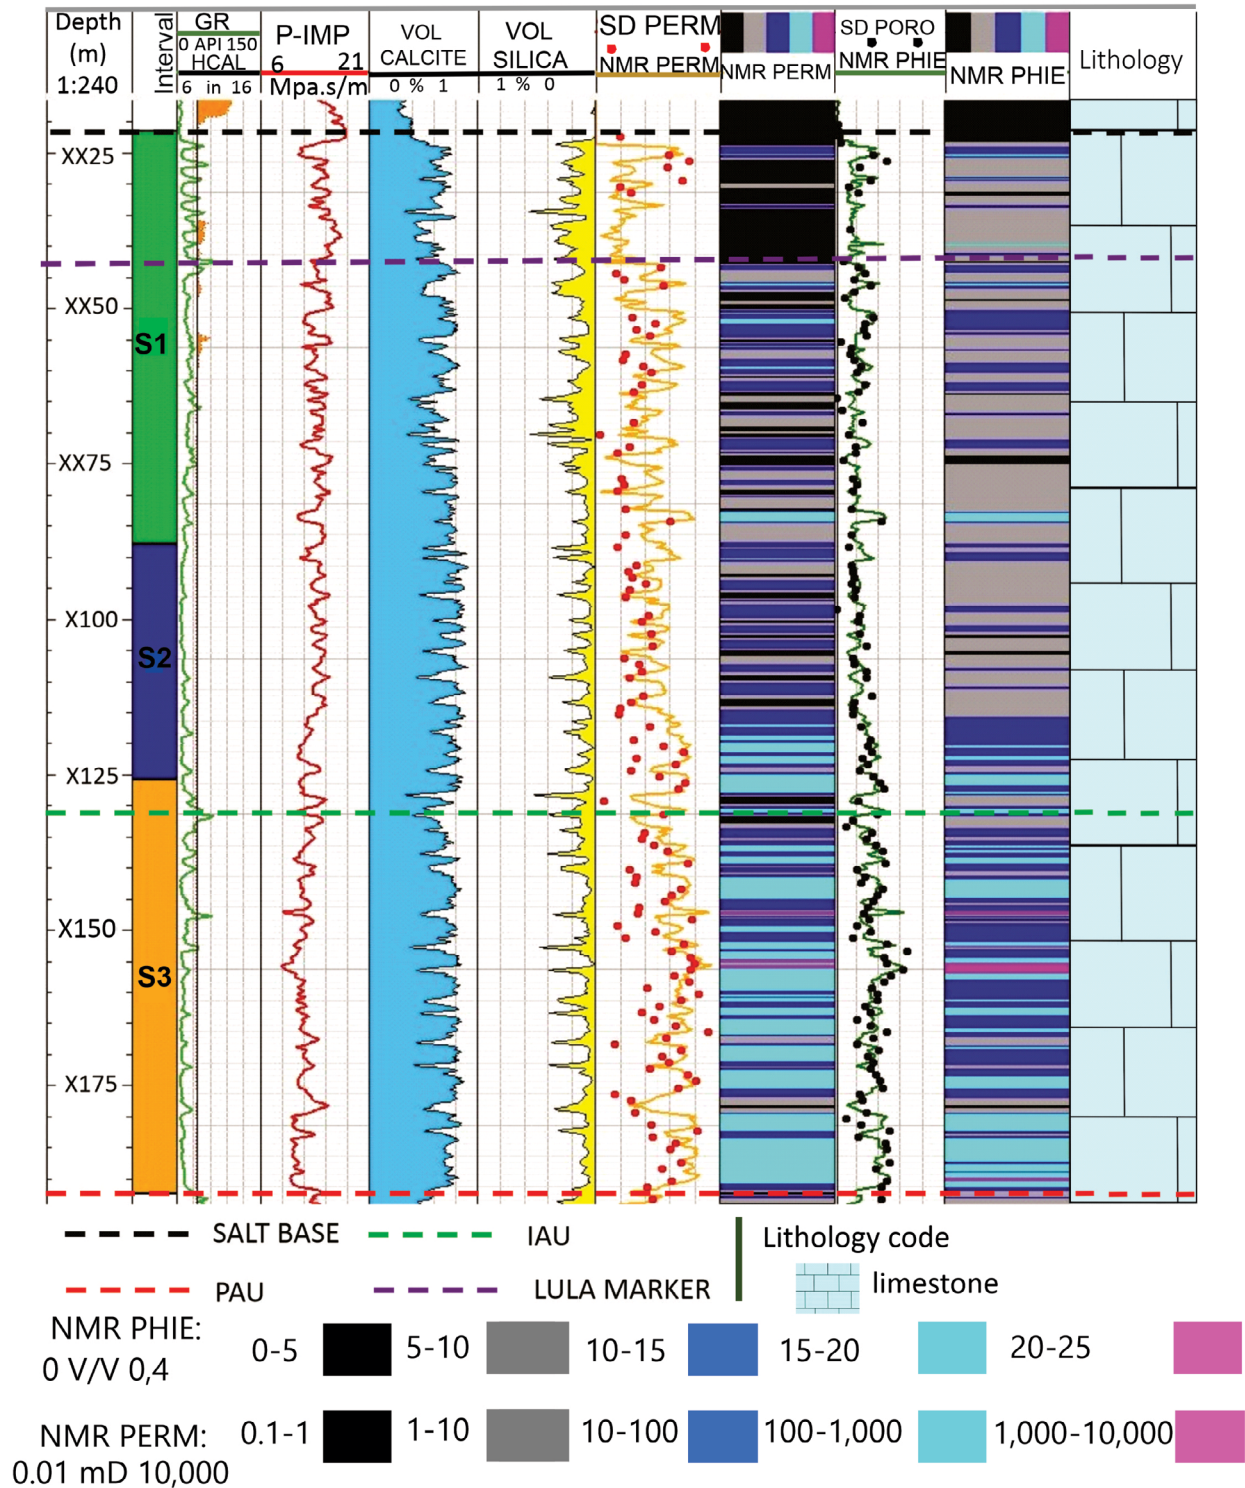 Depth
(m)
1:240
Interval
GR
0 API 150
HCAL
6 in 16
P-IMP
6 21
Mpa.s/m
VOL
CALCITE
0 % 1
VOL
SILICA
1 % 0
SD PERM
NMR PERM
NMR PERM
SD PORO
NMR PHIE
NMR PHIE
Lithology
XX25
XX50
S1
XX75
X100
S2
X125
X150
S3
X175
SALT BASE
IAU
Lithology code
PAU
LULA MARKER
limestone
NMR PHIE:
0 V/V 0,4
0-5
5-10
10-15
15-20
20-25
NMR PERM:
0.01 mD 10,000
0.1-1
1-10
10-100
100-1,000
1,000-10,000